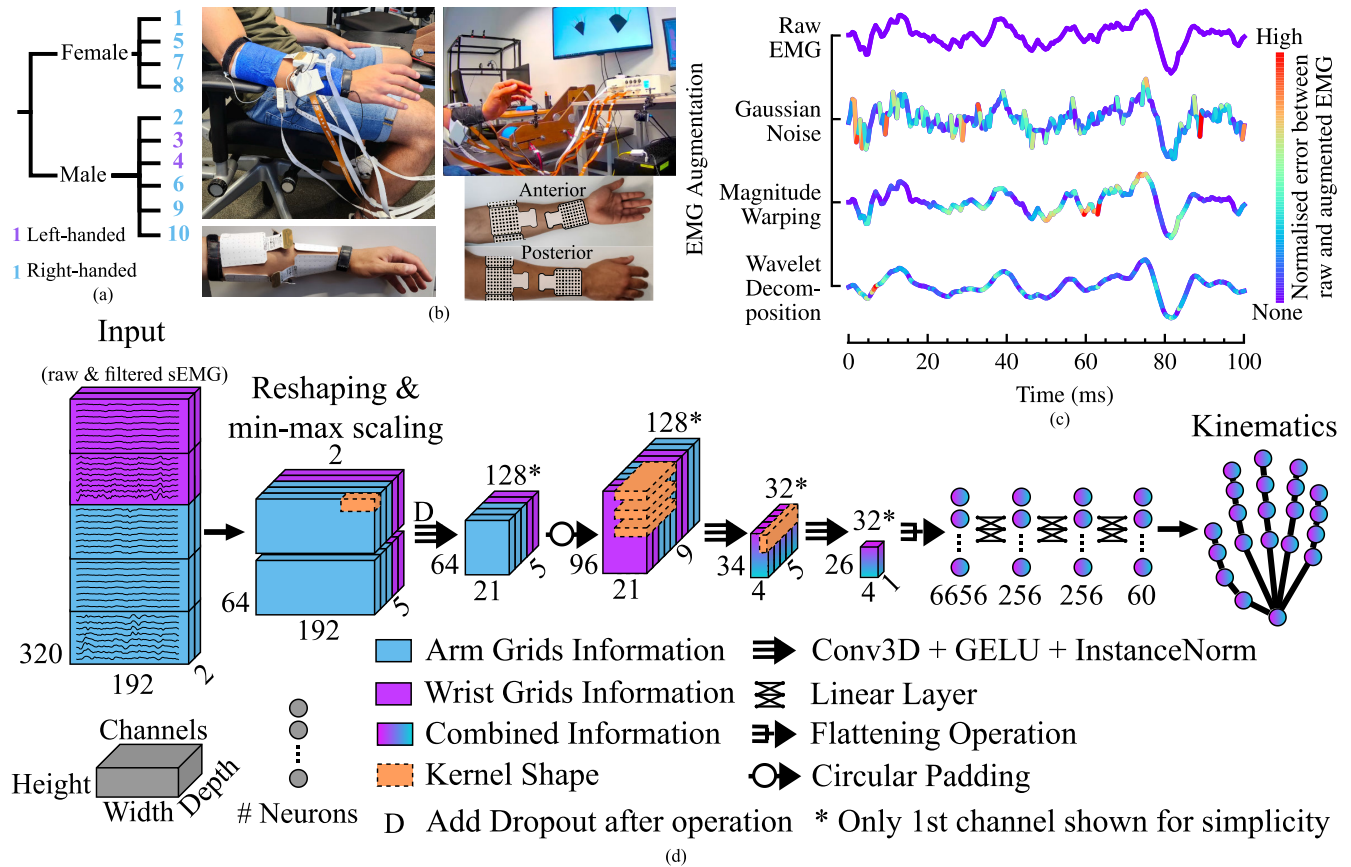 Female
1
5
7
8
Male
2
3
4
6
9
10
1 Left-handed
1 Right-handed
(a)
Anterior
Posterior
(b)
EMG Augmentation
Raw
EMG
Gaussian
Noise
Magnitude
Warping
Wavelet
Decom-
position
High
None
Normalised error between
raw and augmented EMG
0 20 40 60 80 100
Time (ms)
(c)
Input
(raw & filtered sEMG)
320
192
2
Reshaping &
min-max scaling
2
64
192
5
D
128*
64
21
5
128*
96
21
9
32*
34
4
5
32*
26
4
1
6656 256 256 60
Kinematics
Arm Grids Information
Wrist Grids Information
Combined Information
Kernel Shape
D Add Dropout after operation
Conv3D + GELU + InstanceNorm
Linear Layer
Flattening Operation
Circular Padding
* Only 1st channel shown for simplicity
Channels
Height
Width
Depth
# Neurons
(d)